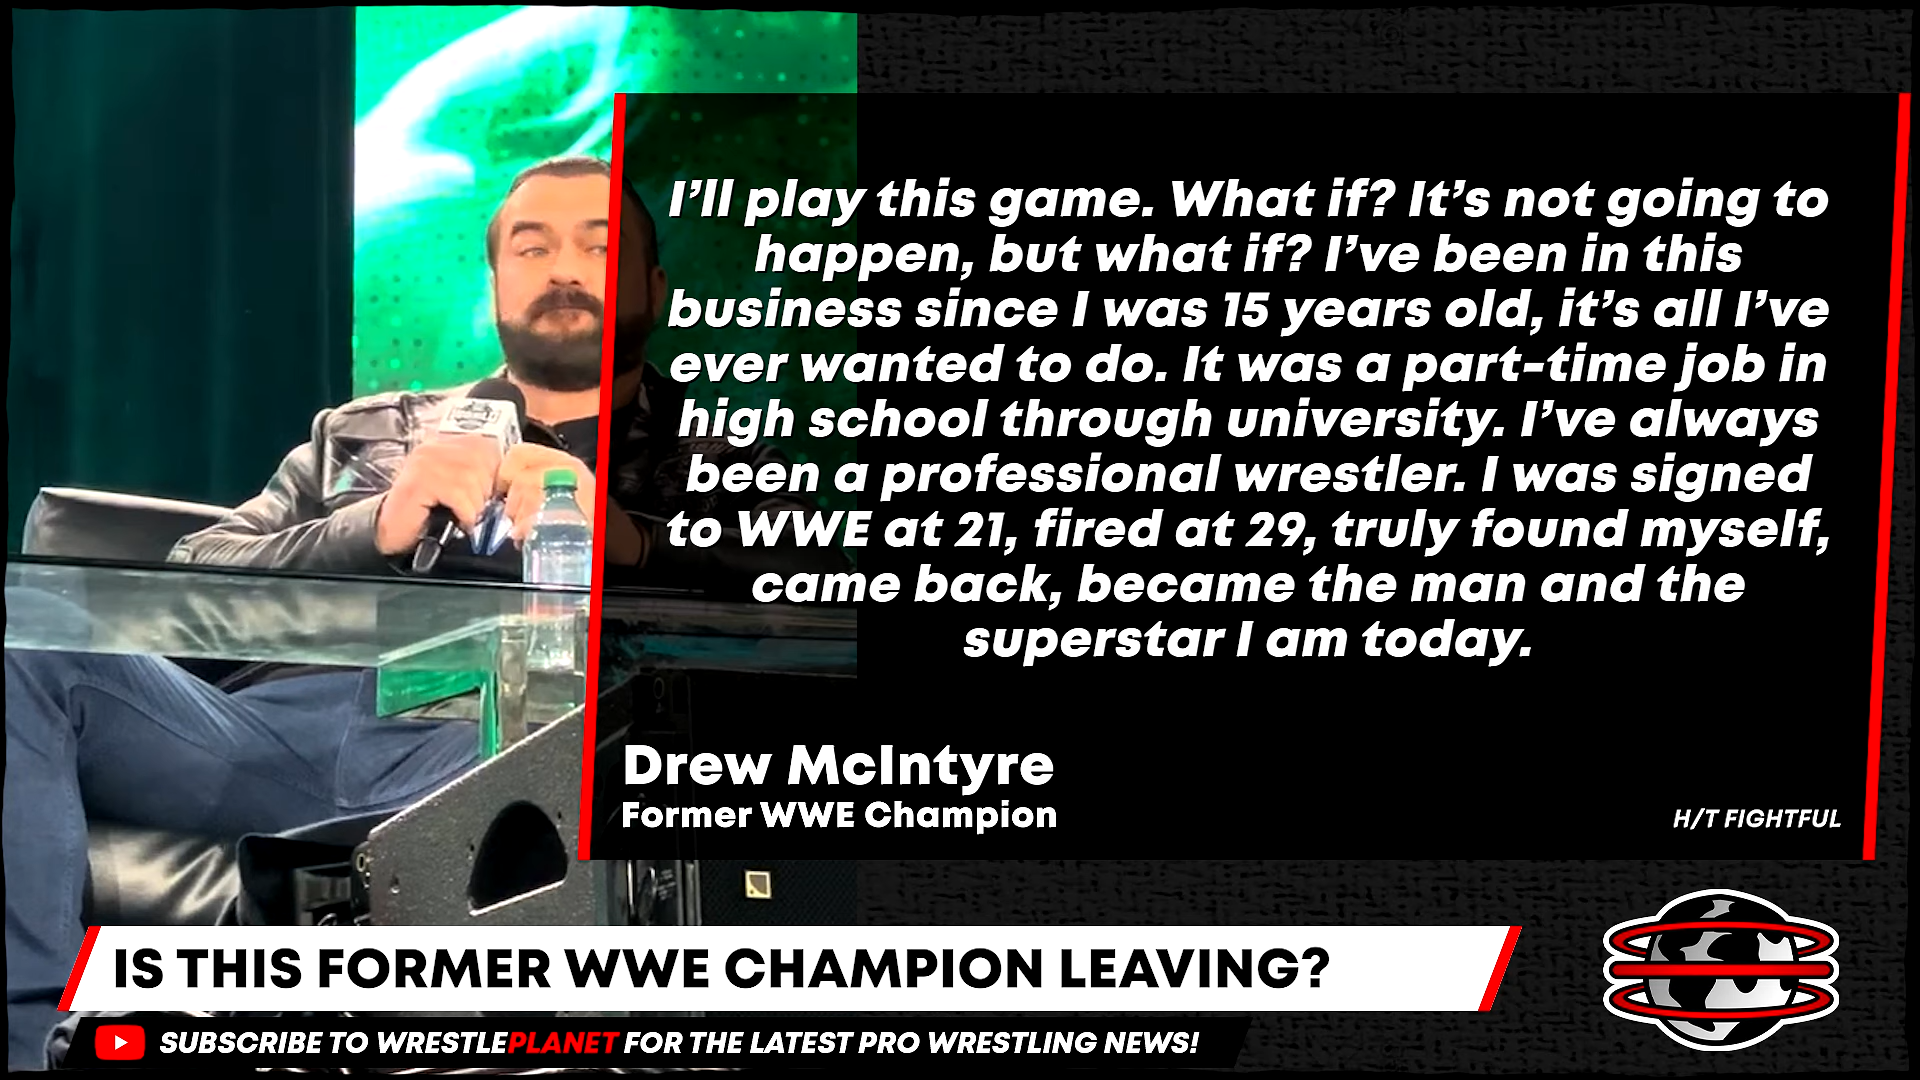 I’ll play this game. What if? It’s not going to
happen, but what if? I’ve been in this
business since I was 15 years old, it’s all I’ve
ever wanted to do. It was a part-time job in
high school through university. I’ve always
been a professional wrestler. I was signed
to WWE at 21, fired at 29, truly found myself,
came back, became the man and the
superstar I am today.
Drew McIntyre
Former WWE Champion
H/T FIGHTFUL
IS THIS FORMER WWE CHAMPION LEAVING?
SUBSCRIBE TO WRESTLEPLANET FOR THE LATEST PRO WRESTLING NEWS!